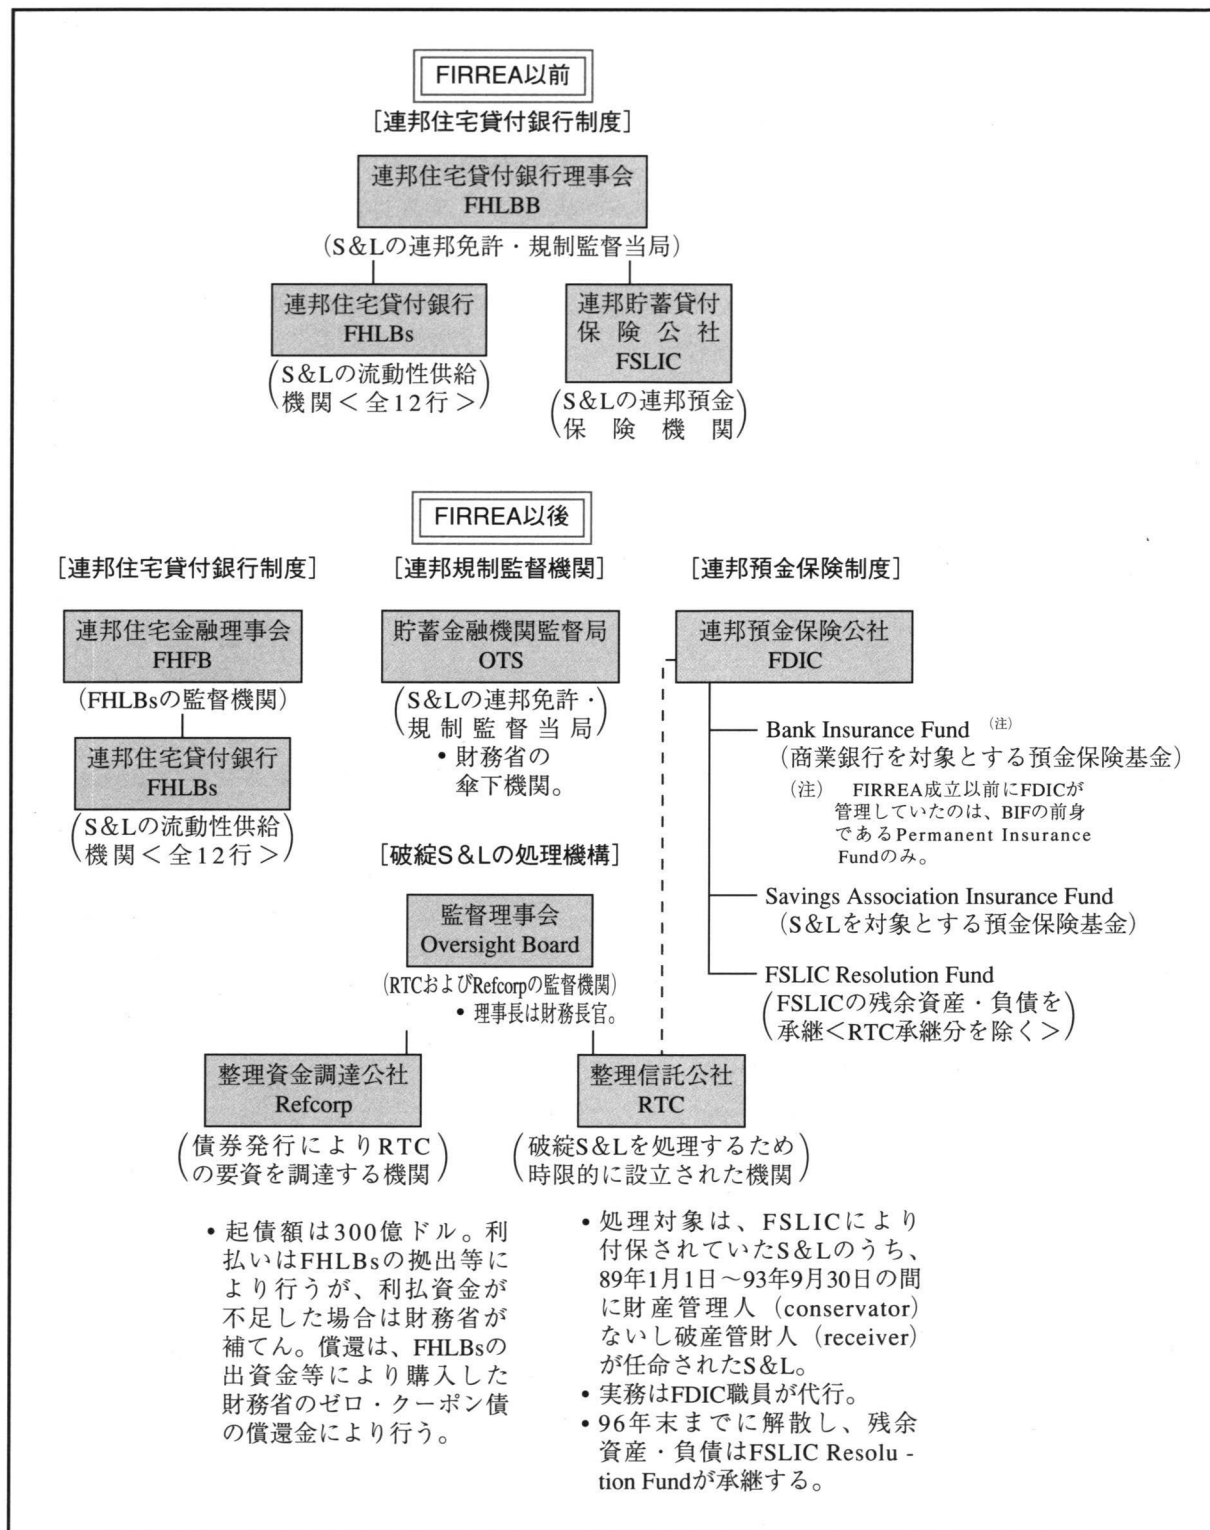 FIRREA以前
［連邦住宅貸付銀行制度］
連邦住宅貸付銀行理事会
FHLBB
（S&Lの連邦免許・規制監督当局）
連邦住宅貸付銀行
FHLBs
（S&Lの流動性供給
機関＜全12行＞）
連邦貯蓄貸付
保険公社
FSLIC
（S&Lの連邦預金
保険機関）
FIRREA以後
［連邦住宅貸付銀行制度］
連邦住宅金融理事会
FHFB
（FHLBsの監督機関）
連邦住宅貸付銀行
FHLBs
（S&Lの流動性供給
機関＜全12行＞）
［連邦規制監督機関］
貯蓄金融機関監督局
OTS
（S&Lの連邦免許・
規制監督当局）
• 財務省の
傘下機関。
［連邦預金保険制度］
連邦預金保険公社
FDIC
Bank Insurance Fund （注）
（商業銀行を対象とする預金保険基金）
（注） FIRREA成立以前にFDICが
管理していたのは、BIFの前身
であるPermanent Insurance
Fundのみ。
Savings Association Insurance Fund
（S&Lを対象とする預金保険基金）
FSLIC Resolution Fund
（FSLICの残余資産・負債を
承継＜RTC承継分を除く＞）
［破綻S&Lの処理機構］
監督理事会
Oversight Board
（RTCおよびRefcorpの監督機関）
• 理事長は財務長官。
整理資金調達公社
Refcorp
（債券発行によりRTC
の要資を調達する機関）
• 起債額は300億ドル。利
払いはFHLBsの拠出等に
より行うが、利払資金が
不足した場合は財務省が
補てん。償還は、FHLBsの
出資金等により購入した
財務省のゼロ・クーポン債
の償還金により行う。
整理信託公社
RTC
（破綻S&Lを処理するため
時限的に設立された機関）
• 処理対象は、FSLICにより
付保されていたS&Lのうち、
89年1月1日～93年9月30日の間
に財産管理人（conservator）
ないし破産管財人（receiver）
が任命されたS&L。
• 実務はFDIC職員が代行。
• 96年末までに解散し、残余
資産・負債はFSLIC Resolu -
tion Fundが承継する。